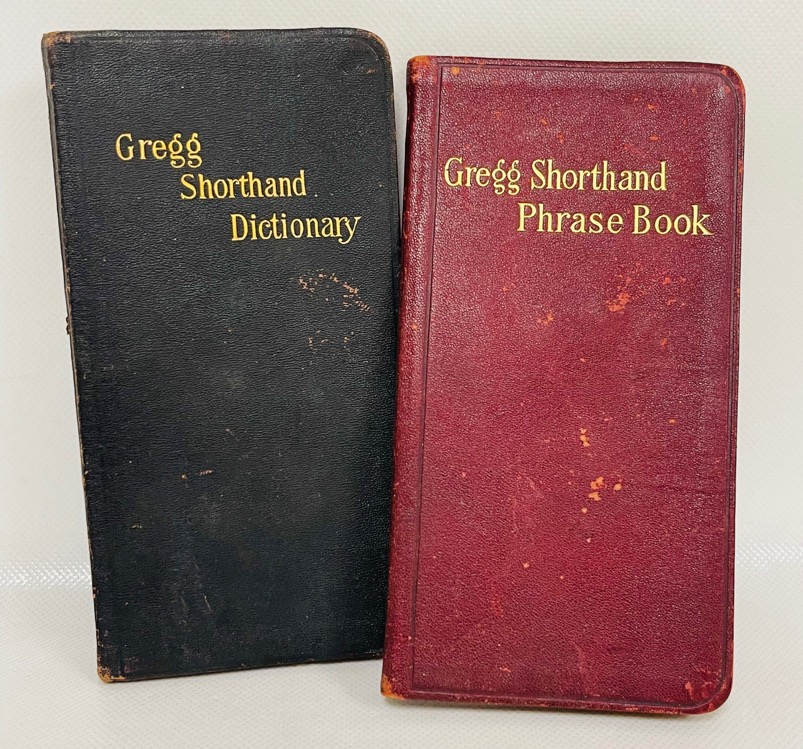 Gregg
Shorthand
Dictionary
Gregg Shorthand
Phrase Book